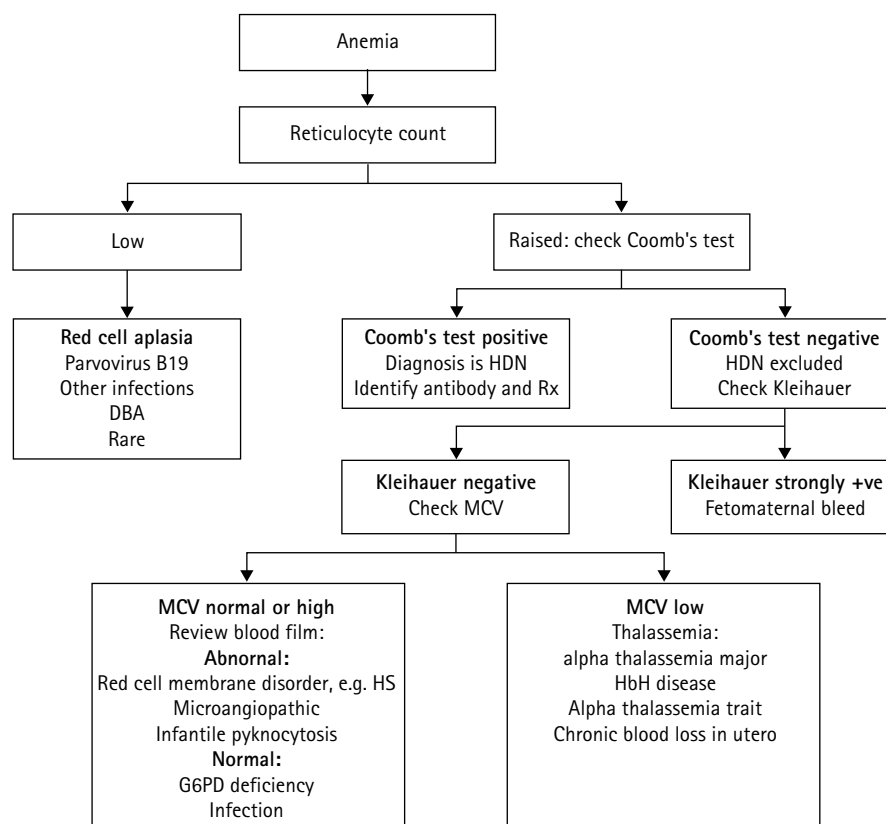 Anemia
Reticulocyte count
Low
Raised: check Coomb's test
Red cell aplasia
Parvovirus B19
Other infections
DBA
Rare
Coomb's test positive
Diagnosis is HDN
Identify antibody and Rx
Coomb's test negative
HDN excluded
Check Kleihauer
Kleihauer negative
Check MCV
Kleihauer strongly +ve
Fetomaternal bleed
MCV normal or high
Review blood film:
Abnornal:
Red cell membrane disorder, e.g. HS
Microangiopathic
Infantile pyknocytosis
Normal:
G6PD deficiency
Infection
MCV low
Thalassemia:
alpha thalassemia major
HbH disease
Alpha thalassemia trait
Chronic blood loss in utero